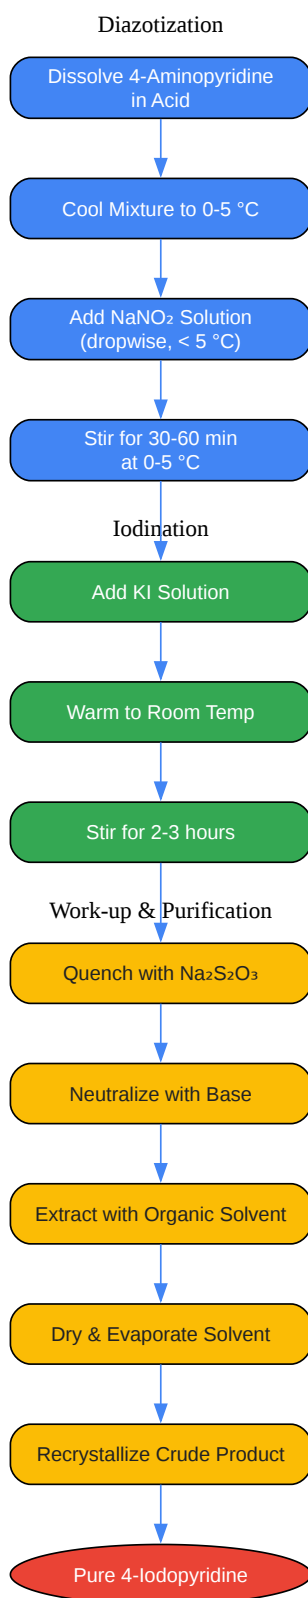 Diazotization
Dissolve 4-Aminopyridine
in Acid
Cool Mixture to 0-5 °C
Add NaNO₂ Solution
(dropwise, < 5 °C)
Stir for 30-60 min
at 0-5 °C
Iodination
Add KI Solution
Warm to Room Temp
Stir for 2-3 hours
Work-up & Purification
Quench with Na₂S₂O₃
Neutralize with Base
Extract with Organic Solvent
Dry & Evaporate Solvent
Recrystallize Crude Product
Pure 4-Iodopyridine